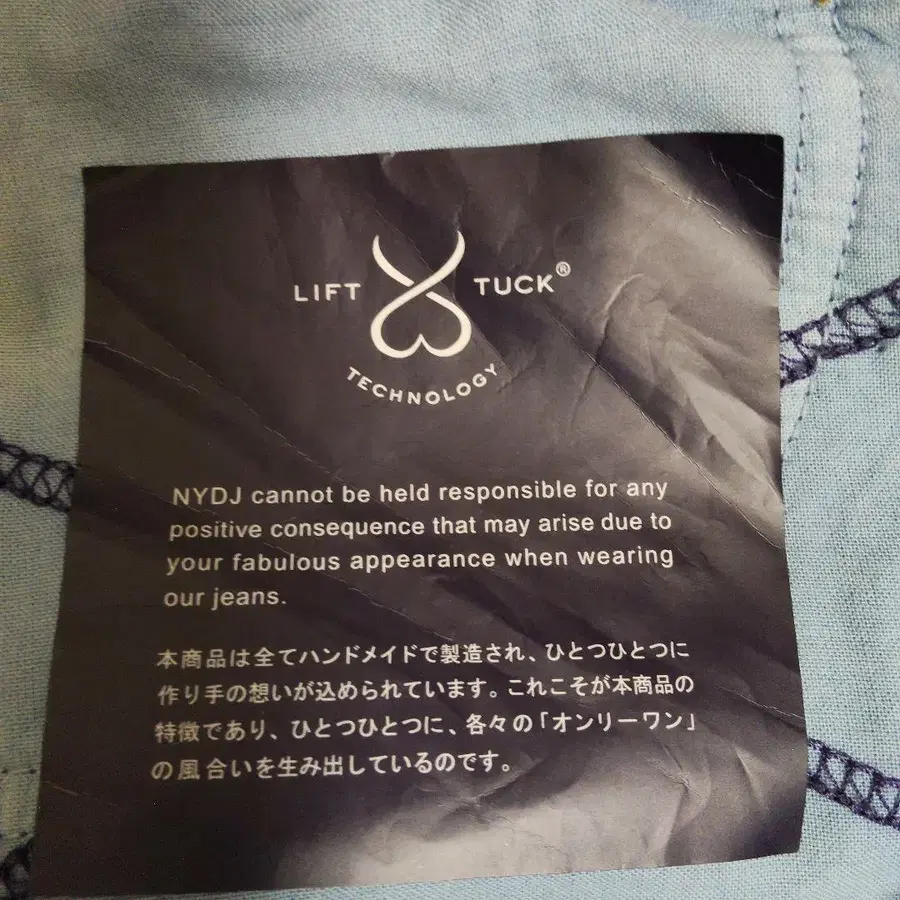 LIFT TUCK®
TECHNOLOGY
NYDJ cannot be held responsible for any
positive consequence that may arise due to
your fabulous appearance when wearing
our jeans.
本商品は全てハンドメイドで製造され、ひとつひとつに
作り手の想いが込められています。これこそが本商品の
特徴であり、ひとつひとつに、各々の「オンリーワン」
の風合いを生み出しているのです。